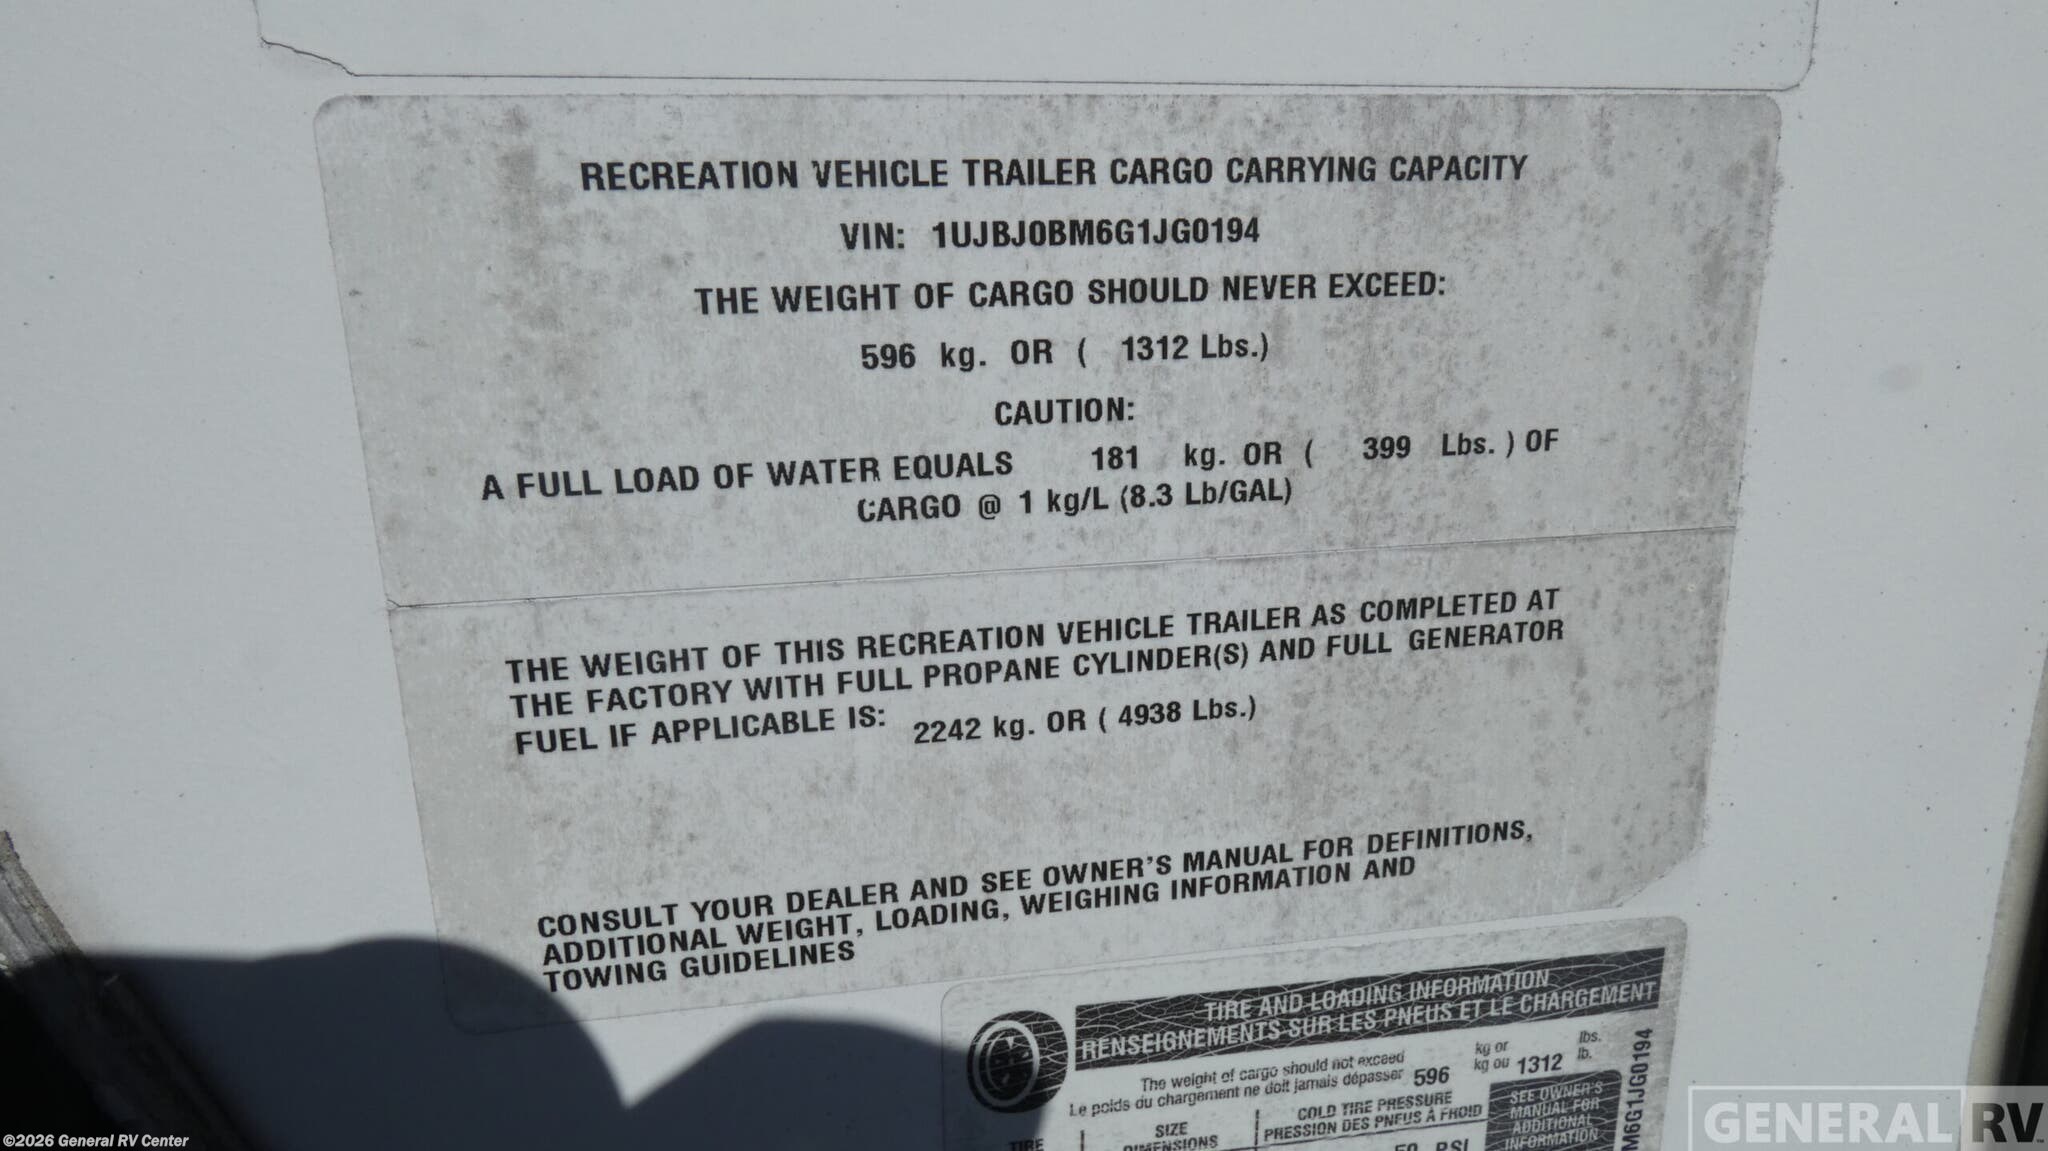 RECREATION VEHICLE TRAILER CARGO CARRYING CAPACITY
VIN: 1UJBJ0BM6G1JG0194
THE WEIGHT OF CARGO SHOULD NEVER EXCEED:
596 kg. OR ( 1312 Lbs.)
CAUTION:
A FULL LOAD OF WATER EQUALS 181 kg. OR ( 399 Lbs. ) OF
CARGO @ 1 kg/L (8.3 Lb/GAL)
THE WEIGHT OF THIS RECREATION VEHICLE TRAILER AS COMPLETED AT
THE FACTORY WITH FULL PROPANE CYLINDER(S) AND FULL GENERATOR
FUEL IF APPLICABLE IS: 2242 kg. OR ( 4938 Lbs.)
CONSULT YOUR DEALER AND SEE OWNER'S MANUAL FOR DEFINITIONS,
ADDITIONAL WEIGHT, LOADING, WEIGHING INFORMATION AND
TOWING GUIDELINES
TIRE AND LOADING INFORMATION
RENSEIGNEMENTS SUR LES PNEUS ET LE CHARGEMENT
The weight of cargo should not exceed
Le poids du chargement ne doit jamais dépasser 596
kg or
kg ou 1312
lbs.
lb.
TIRE
SIZE
DIMENSIONS
COLD TIRE PRESSURE
PRESSION DES PNEUS À FROID
50 PSI
SEE OWNER'S
MANUAL FOR
ADDITIONAL
INFORMATION
M6G1JG0194
©2026 General RV Center
GENERAL RV